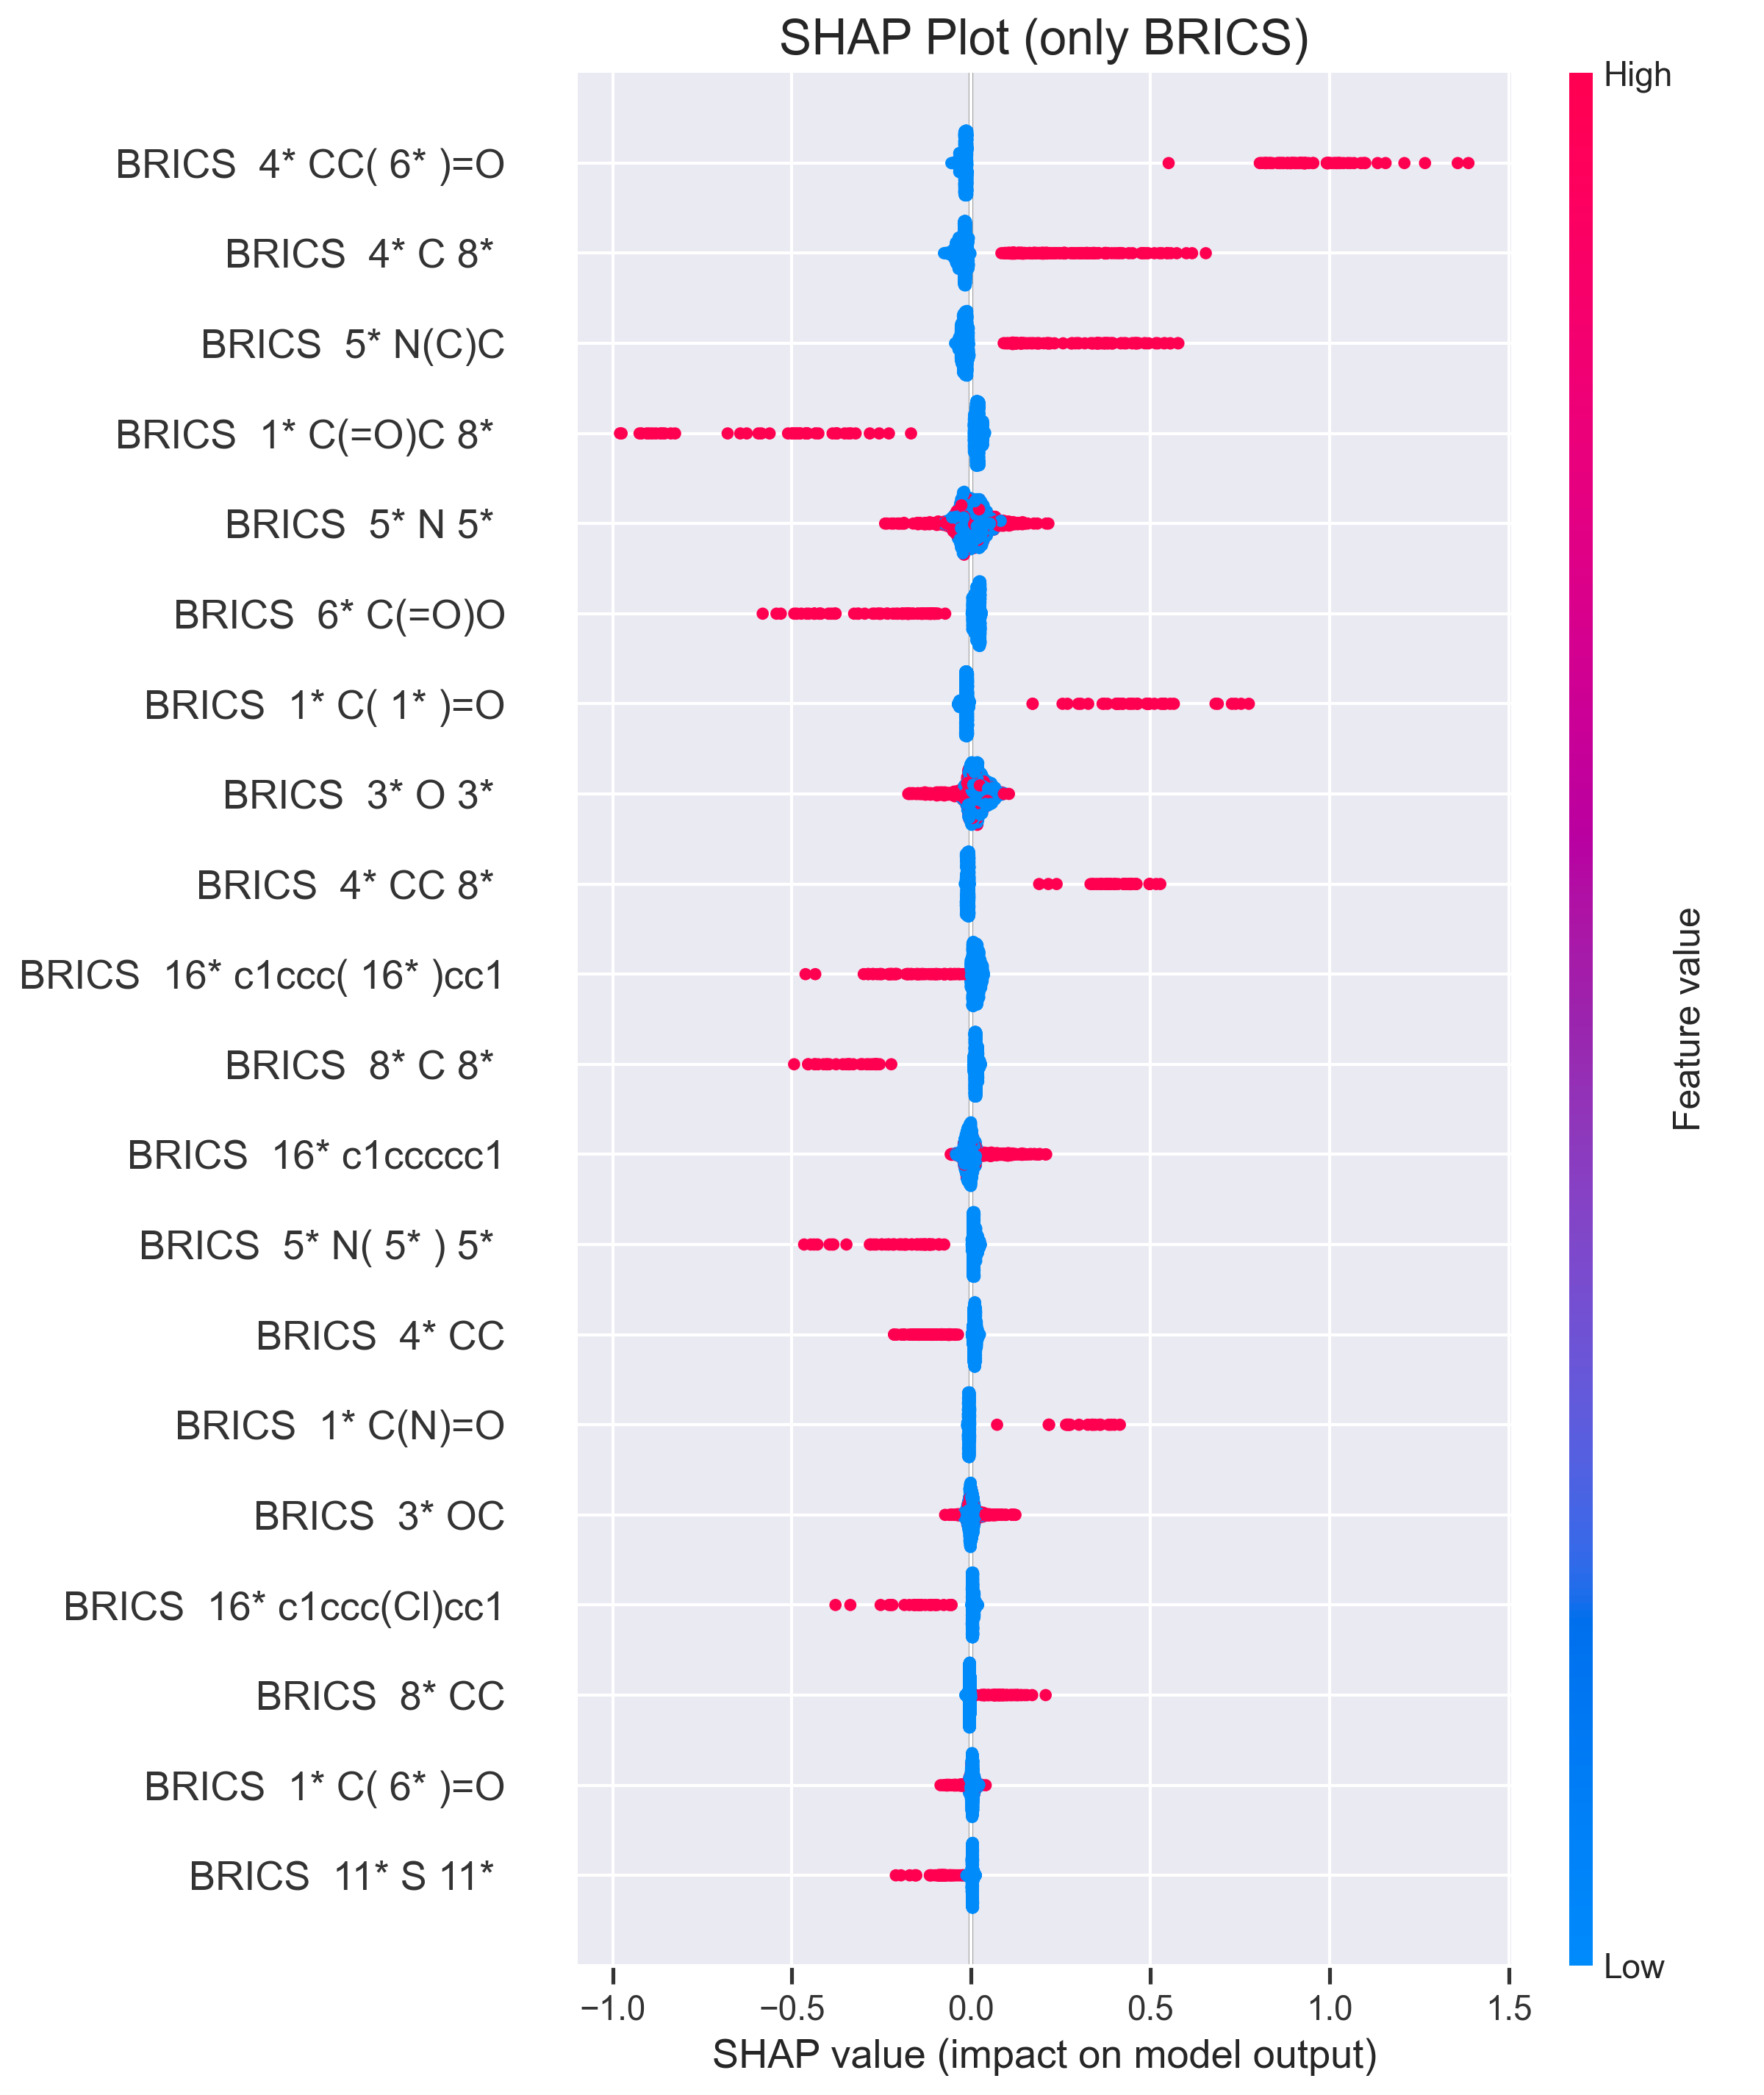 SHAP Plot (only BRICS)
High
BRICS  4* CC( 6* )=O
BRICS  4* C 8*
BRICS  5* N(C)C
BRICS  1* C(=O)C 8*
BRICS  5* N 5*
BRICS  6* C(=O)O
BRICS  1* C( 1* )=O
BRICS  3* O 3*
BRICS  4* CC 8*
BRICS  16* c1ccc( 16* )cc1
BRICS  8* C 8*
BRICS  16* c1ccccc1
BRICS  5* N( 5* ) 5*
BRICS  4* CC
BRICS  1* C(N)=O
BRICS  3* OC
BRICS  16* c1ccc(Cl)cc1
BRICS  8* CC
BRICS  1* C( 6* )=O
BRICS  11* S 11*
Feature value
Low
−1.0 −0.5 0.0 0.5 1.0 1.5
SHAP value (impact on model output)